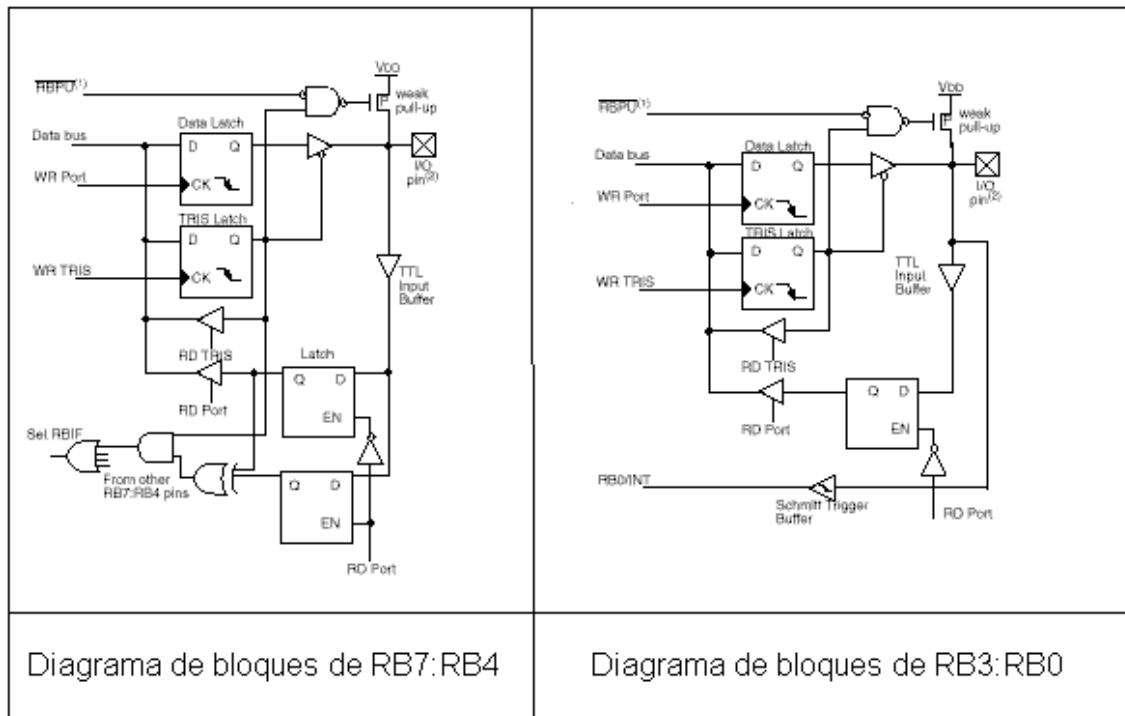 VDD
RBPU(1)
weak
pull-up
Data bus
Data Latch
D Q
WR Port
CK
I/O
pin(2)
TRIS Latch
D Q
WR TRIS
CK
TTL
Input
Buffer
RD TRIS
Latch
Q D
RD Port
EN
Set RBIF
From other
RB7:RB4 pins
Q D
EN
RD Port
Diagrama de bloques de RB7:RB4
VDD
RBPU(1)
weak
pull-up
Data bus
Data Latch
D Q
WR Port
CK
I/O
pin(2)
TRIS Latch
D Q
WR TRIS
CK
TTL
Input
Buffer
RD TRIS
Q D
RD Port
EN
RB0/INT
Schmitt Trigger
Buffer
RD Port
Diagrama de bloques de RB3:RB0